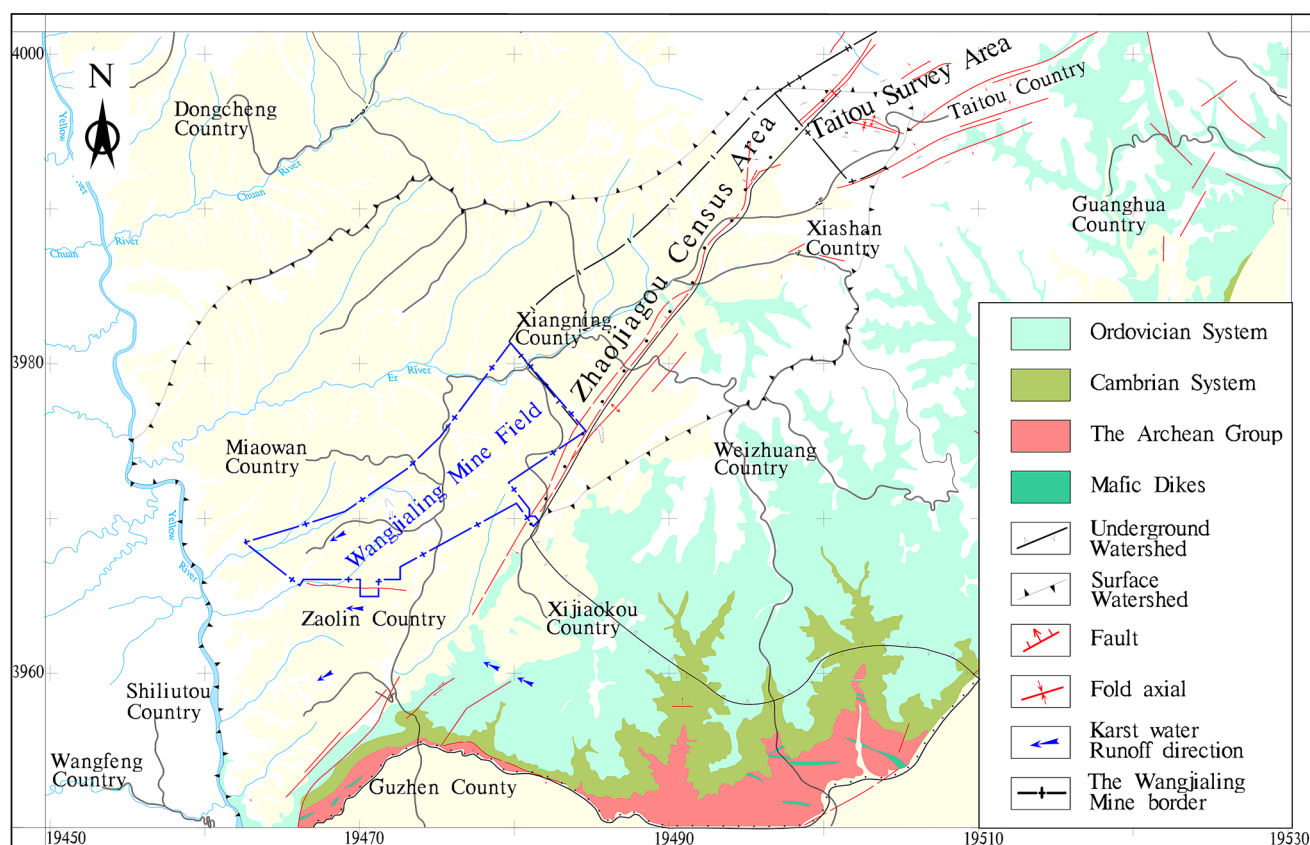 4000
N
Dongcheng
Country
Yellow
River
Chuan
River
Chuan
River
Taitou Survey Area
Taitou Country
Guanghua
Country
Xiashan
Country
Zhaojiagou Census Area
Xiangning
County
3980
Er River
Miaowan
Country
Wangjialing Mine Field
Weizhuang
Country
Yellow
River
Zaolin Country
Xijiaokou
Country
3960
Shiliutou
Country
Wangfeng
Country
Guzhen County
Ordovician System
Cambrian System
The Archean Group
Mafic Dikes
Underground
Watershed
Surface
Watershed
Fault
Fold axial
Karst water
Runoff direction
The Wangjialing
Mine border
19450
19470
19490
19510
19530